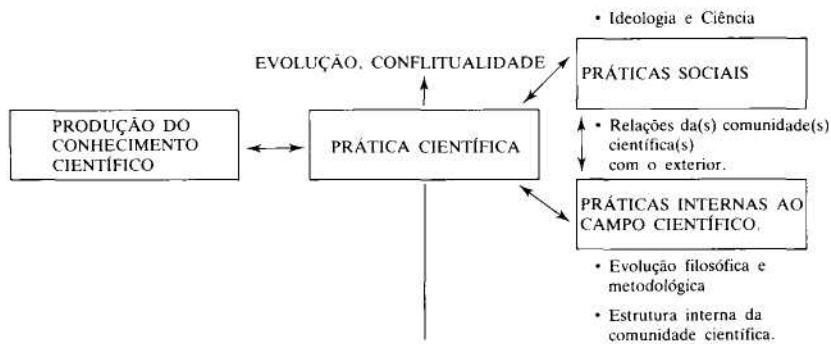 • Ideologia e Ciência
EVOLUÇÃO, CONFLITUALIDADE
PRÁTICAS SOCIAIS
PRODUÇÃO DO
CONHECIMENTO
CIENTÍFICO
PRÁTICA CIENTÍFICA
• Relações da(s) comunidade(s)
científica(s)
com o exterior.
PRÁTICAS INTERNAS AO
CAMPO CIENTÍFICO.
• Evolução filosófica e
metodológica
• Estrutura interna da
comunidade científica.